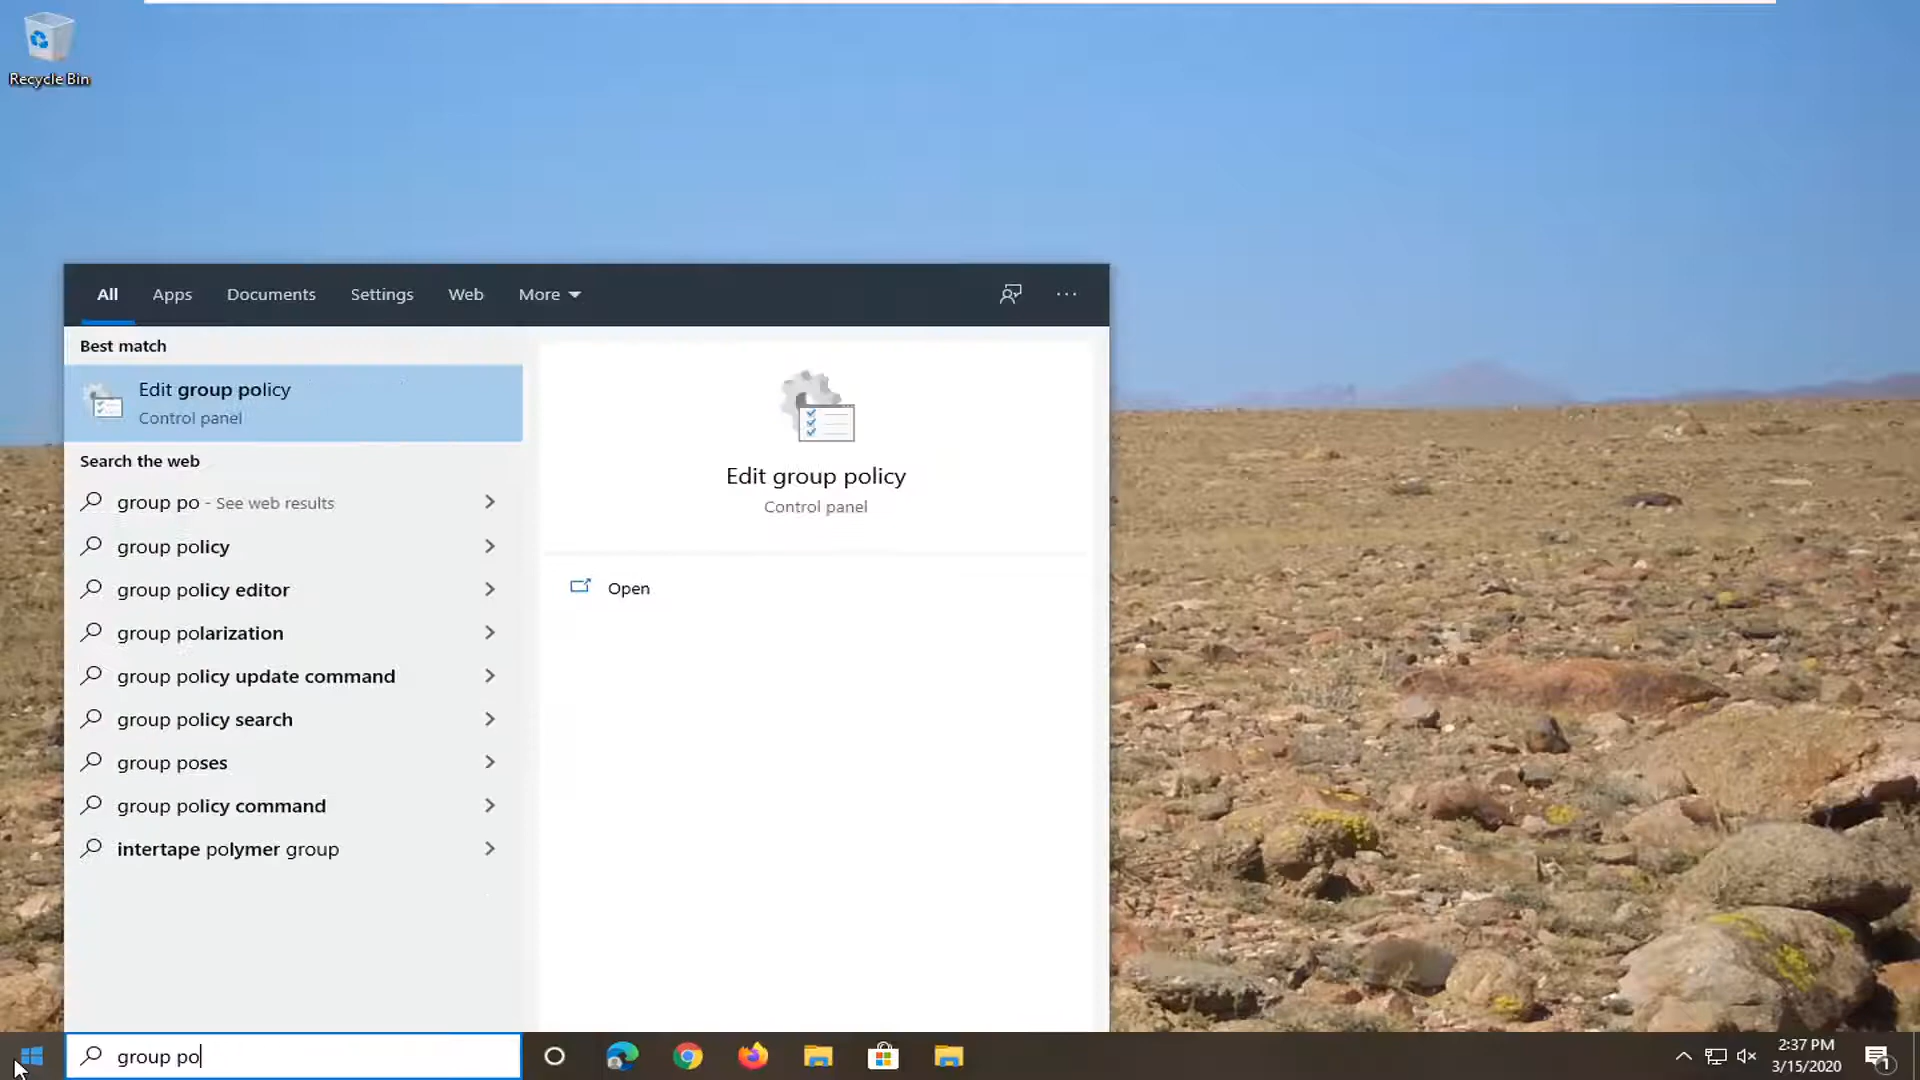 Recycle Bin
All Apps Documents Settings Web More
Best match
Edit group policy
Control panel
Search the web
group po - See web results
group policy
group policy editor
group polarization
group policy update command
group policy search
group poses
group policy command
intertape polymer group
Edit group policy
Control panel
Open
group po
2:37 PM
3/15/2020
1